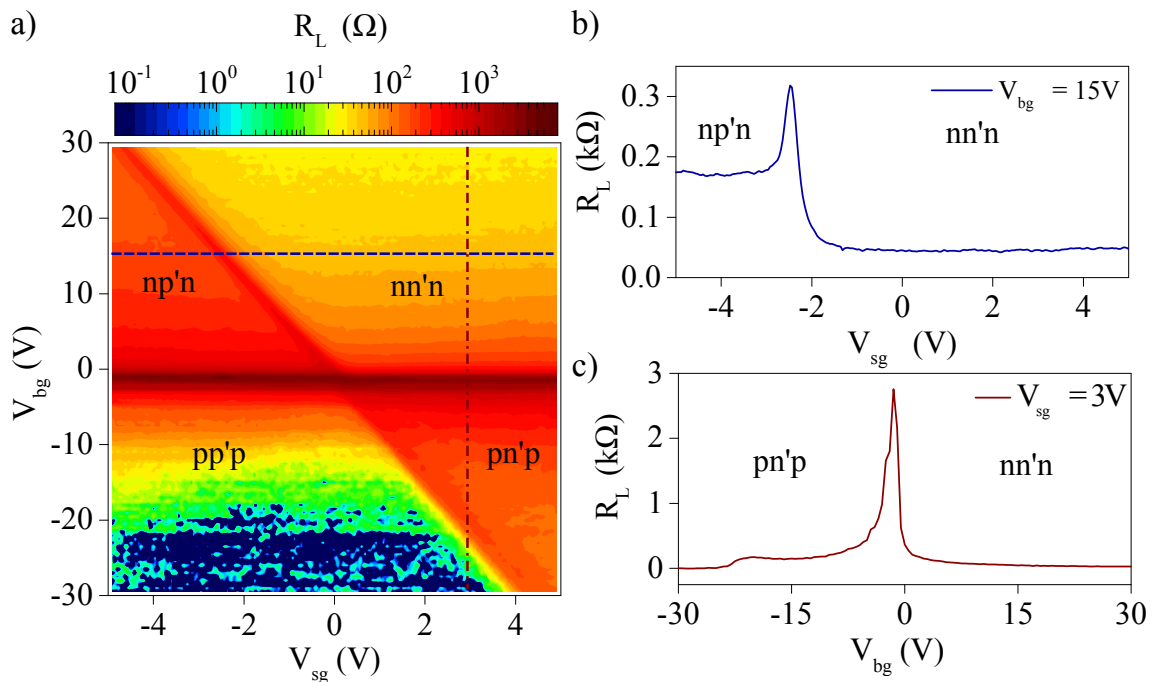 a)
R_L (Ω)
10^-1 10^0 10^1 10^2 10^3
30
20
10
0
-10
-20
-30
V_bg (V)
np'n
nn'n
pp'p
pn'p
-4 -2 0 2 4
V_sg (V)
b)
V_bg = 15V
0.3
0.2
0.1
0.0
R_L (kΩ)
np'n
nn'n
-4 -2 0 2 4
V_sg (V)
c)
V_sg = 3V
3
2
1
0
R_L (kΩ)
pn'p
nn'n
-30 -15 0 15 30
V_bg (V)